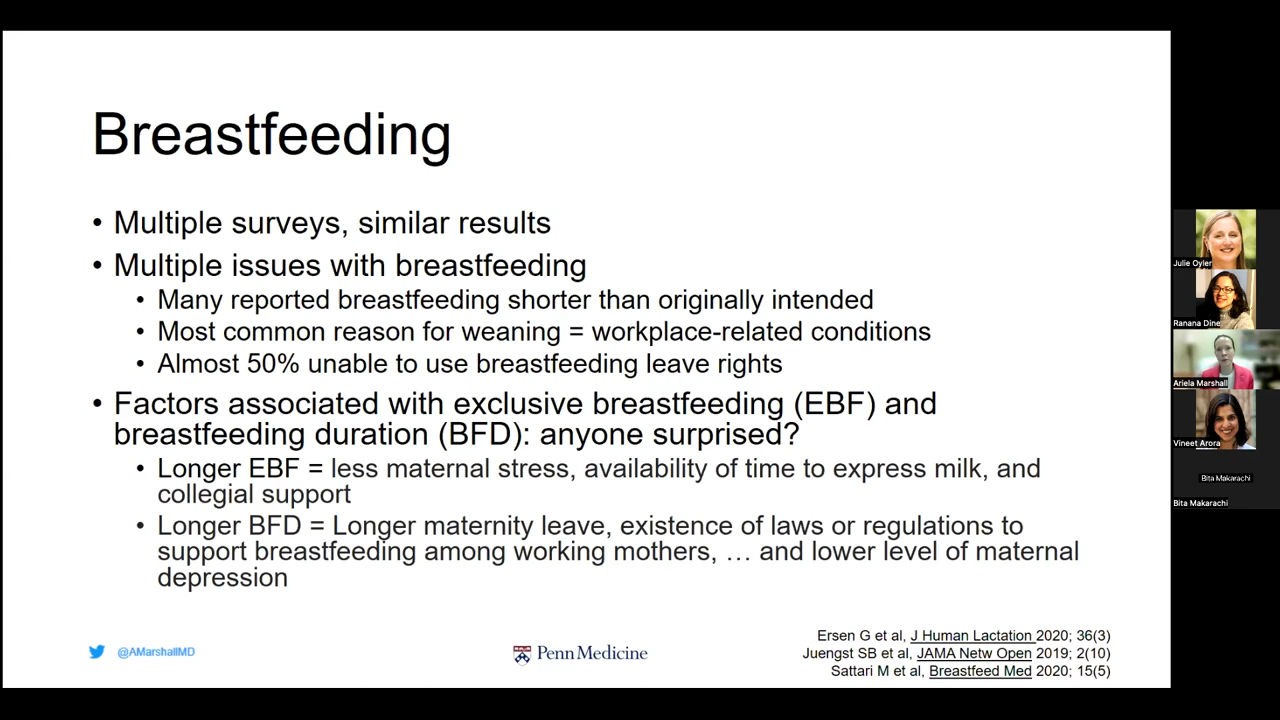 Breastfeeding
• Multiple surveys, similar results
• Multiple issues with breastfeeding
• Many reported breastfeeding shorter than originally intended
• Most common reason for weaning = workplace-related conditions
• Almost 50% unable to use breastfeeding leave rights
• Factors associated with exclusive breastfeeding (EBF) and
breastfeeding duration (BFD): anyone surprised?
• Longer EBF = less maternal stress, availability of time to express milk, and
collegial support
• Longer BFD = Longer maternity leave, existence of laws or regulations to
support breastfeeding among working mothers, … and lower level of maternal
depression
@AMarshallMD
Penn Medicine
Ersen G et al, J Human Lactation 2020; 36(3)
Juengst SB et al, JAMA Netw Open 2019; 2(10)
Sattari M et al, Breastfeed Med 2020; 15(5)
Julie Oyler
Ranana Dine
Ariela Marshall
Vineet Arora
Bita Makarachi
Bita Makarachi